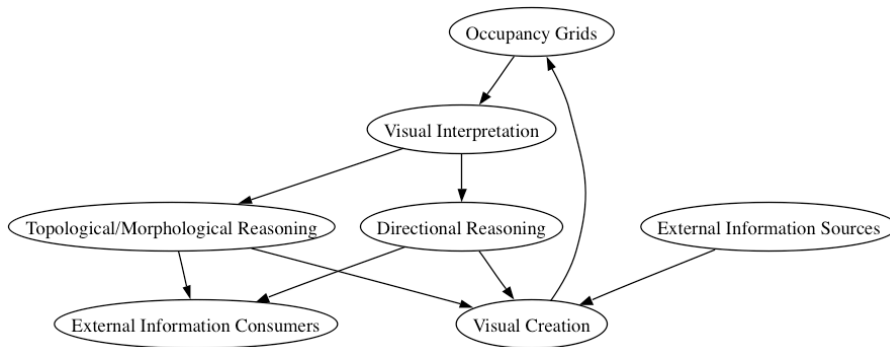 Occupancy Grids
Visual Interpretation
Topological/Morphological Reasoning
Directional Reasoning
External Information Sources
External Information Consumers
Visual Creation